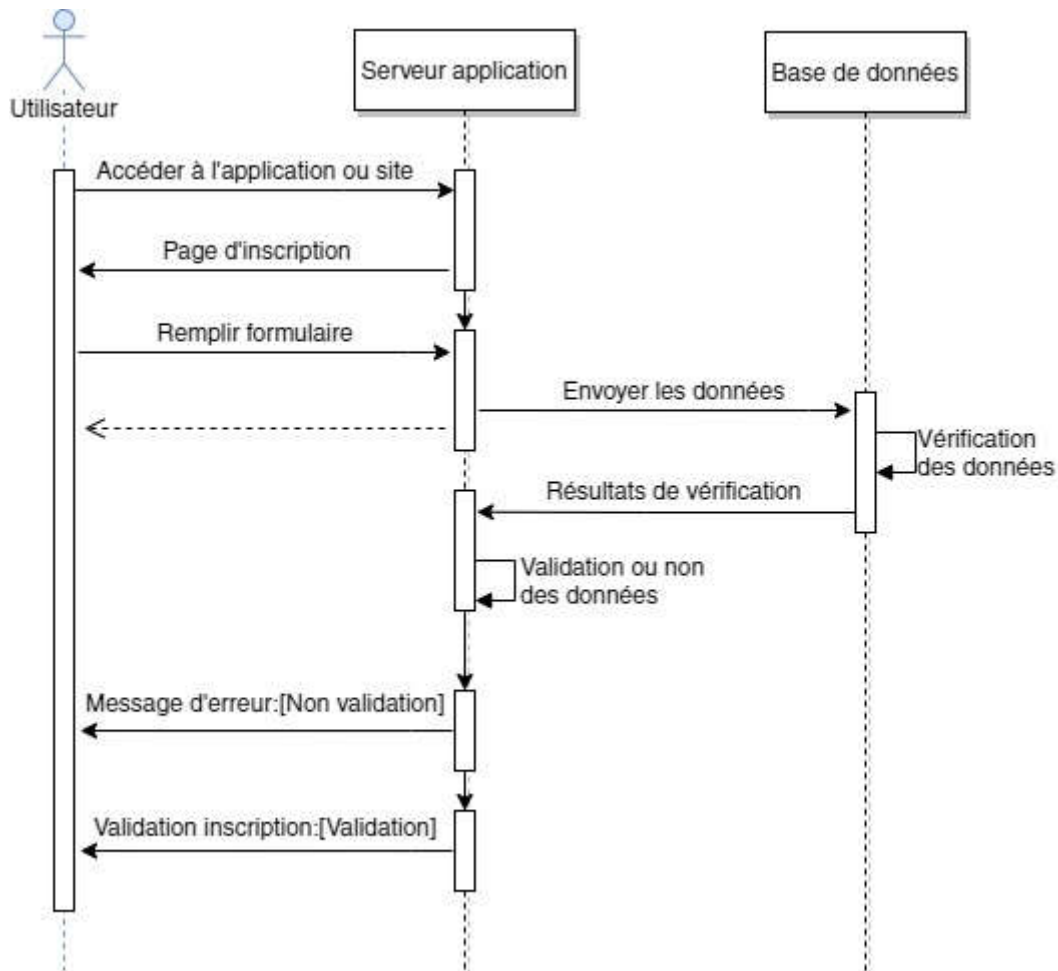 Utilisateur
Serveur application
Base de données
Accéder à l'application ou site
Page d'inscription
Remplir formulaire
Envoyer les données
Vérification
des données
Résultats de vérification
Validation ou non
des données
Message d'erreur:[Non validation]
Validation inscription:[Validation]